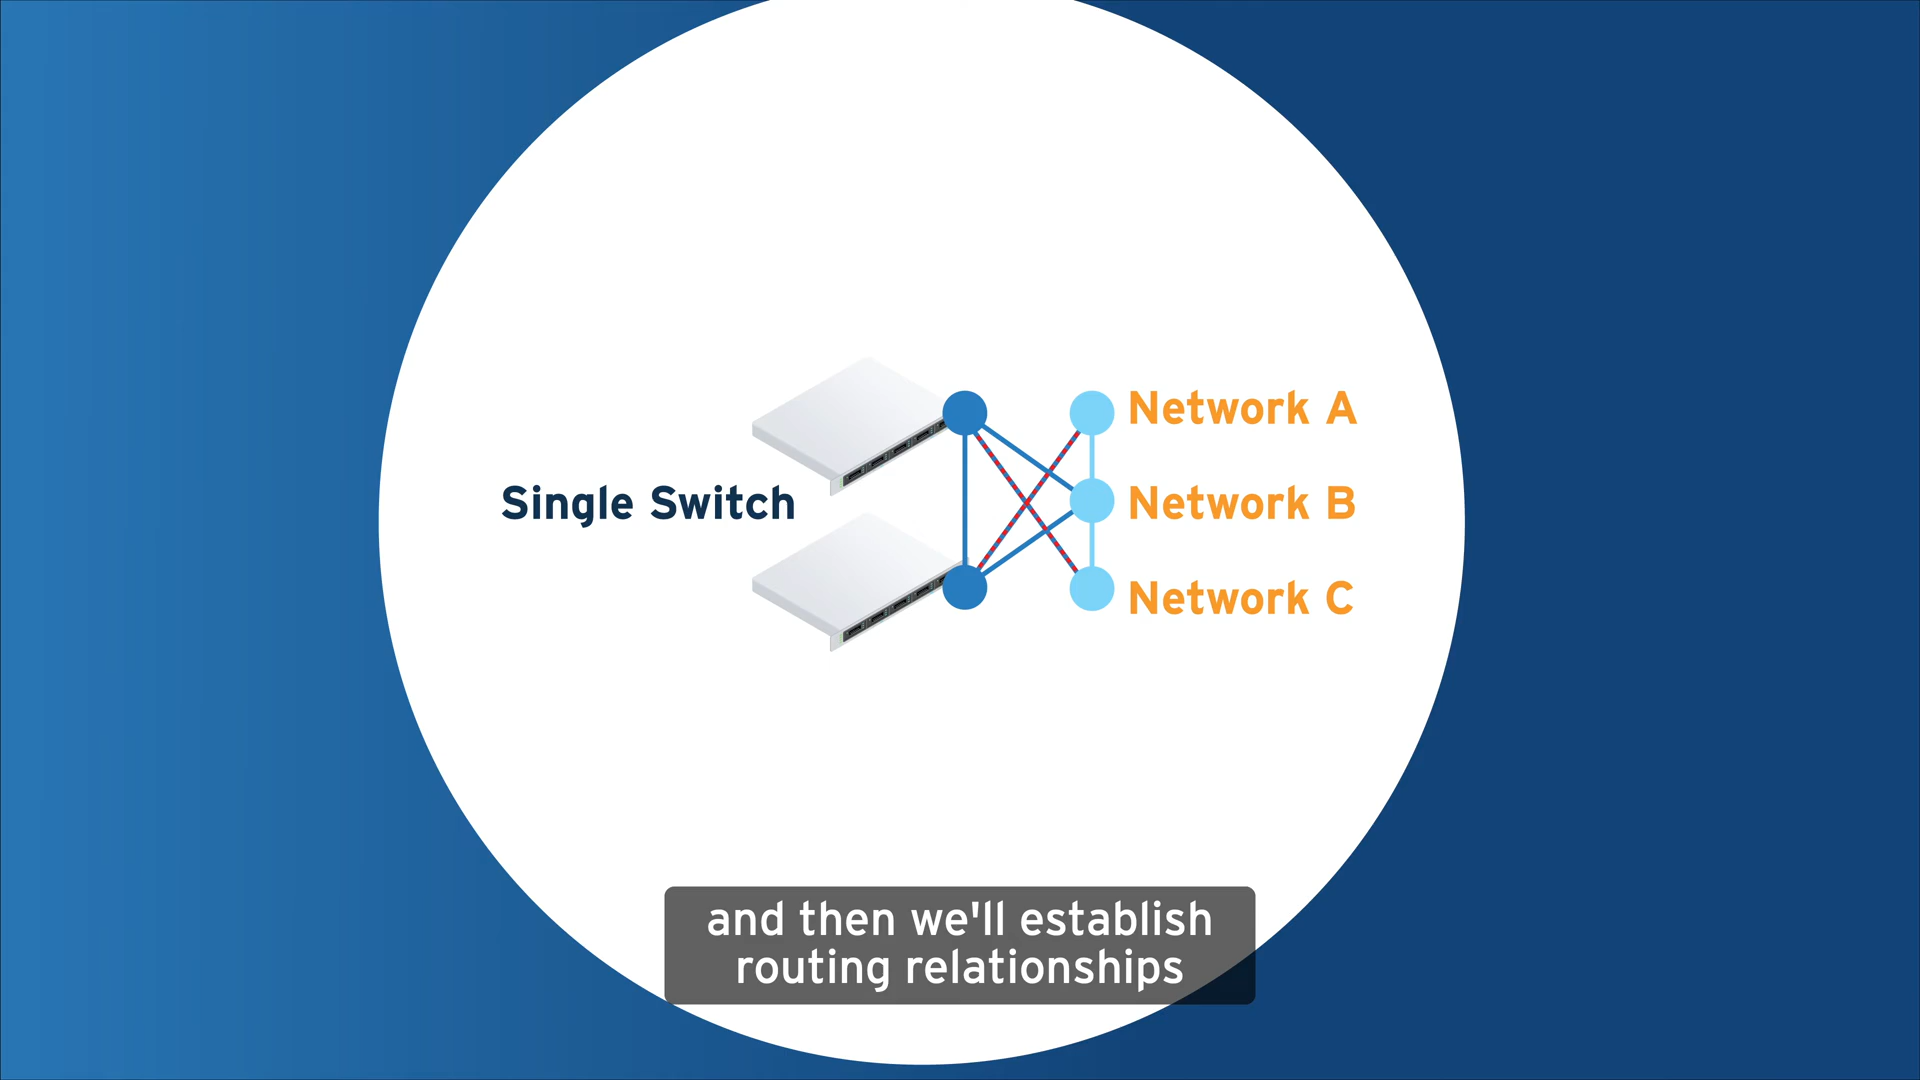 Network A
Single Switch
Network B
Network C
and then we'll establish
routing relationships